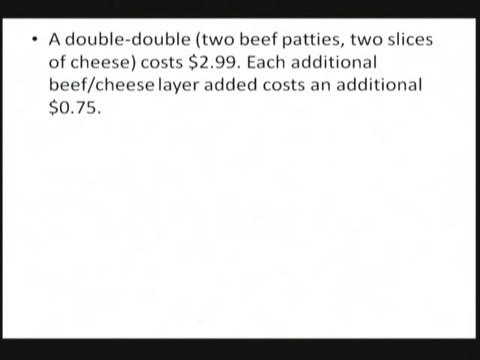 • A double-double (two beef patties, two slices
of cheese) costs $2.99. Each additional
beef/cheese layer added costs an additional
$0.75.